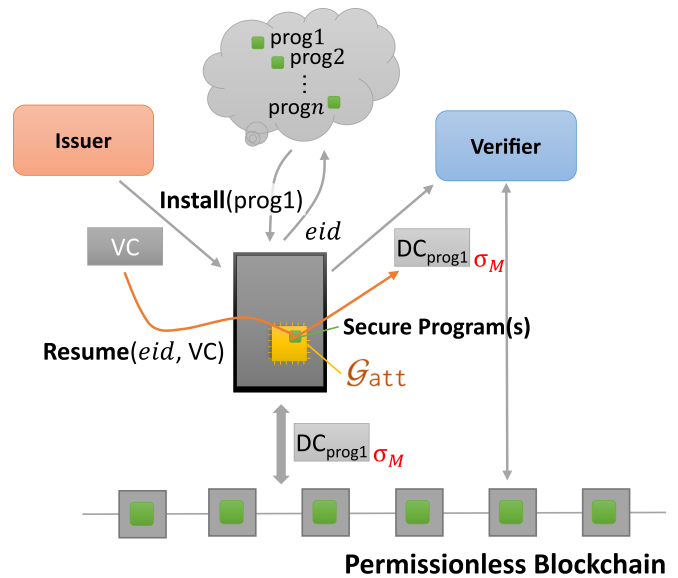 prog1
prog2
⋮
prog𝑛
Issuer
Verifier
Install(prog1)
𝑒𝑖𝑑
VC
DCprog1 σ𝑀
Secure Program(s)
Resume(𝑒𝑖𝑑, VC)
𝒢att
DCprog1 σ𝑀
Permissionless Blockchain